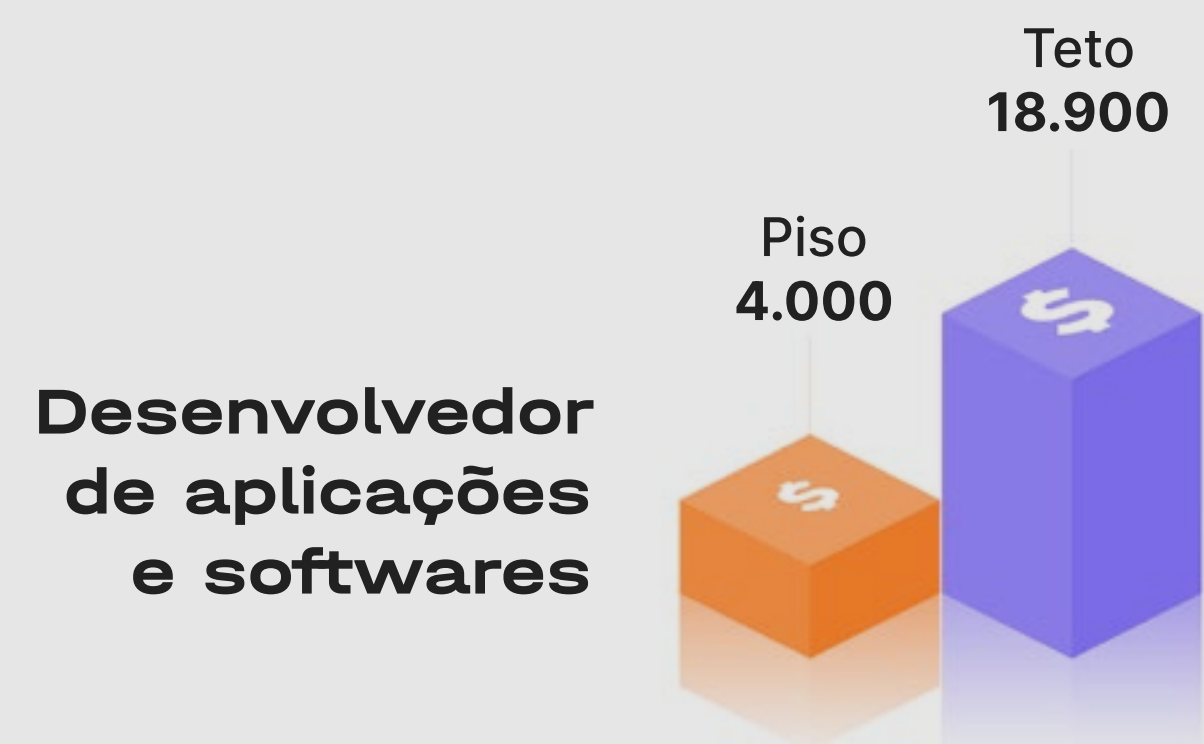 Teto
18.900
Piso
4.000
Desenvolvedor
de aplicações
e softwares
$
$